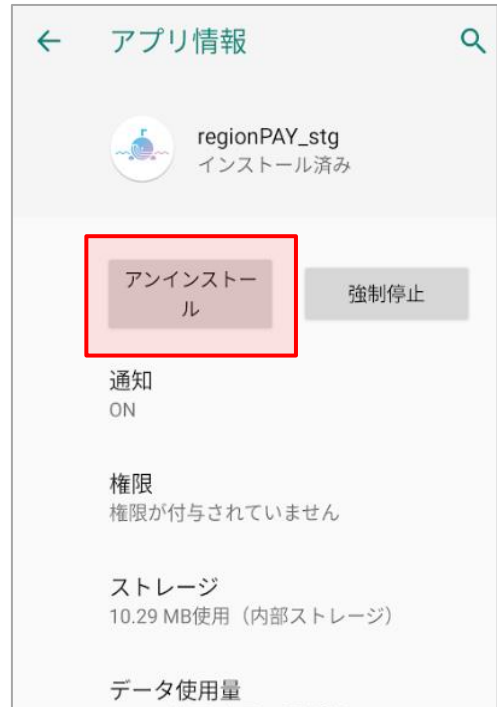 アプリ情報
regionPAY_stg
インストール済み
アンインストー
ル
強制停止
通知
ON
権限
権限が付与されていません
ストレージ
10.29 MB使用（内部ストレージ）
データ使用量